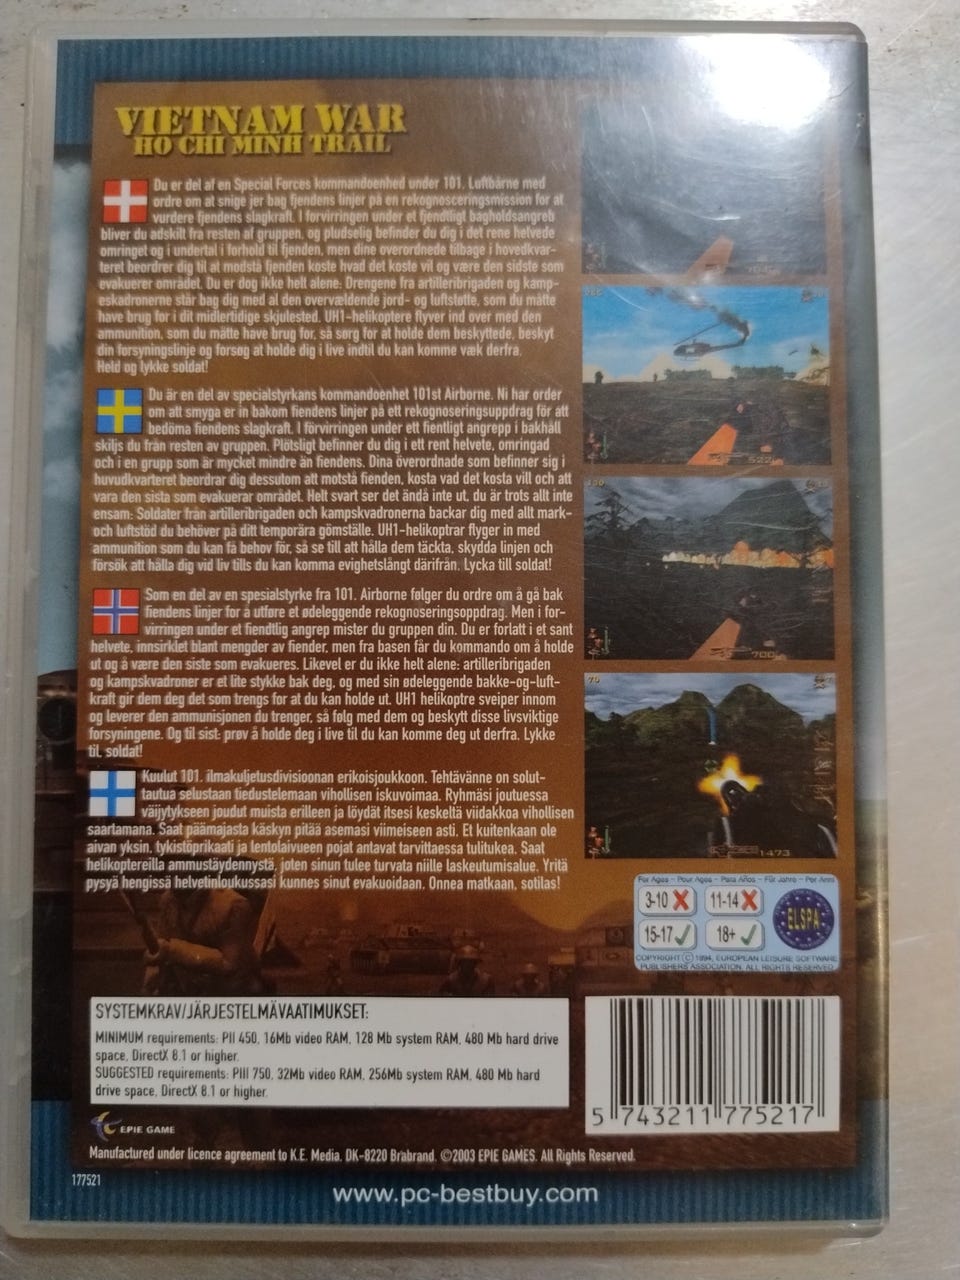 VIETNAM WAR
HO CHI MINH TRAIL
Du er del af en Special Forces kommandoenhed under 101. Luftbårne med
ordre om at snige jer bag fjendens linjer på en rekognosceringsmission for at
vurdere fjendens slagkraft. I forvirringen under et fjendtligt bagholdsangreb
bliver du adskilt fra resten af gruppen, og pludselig befinder du dig i det rene helvede
omringet og i undertal i forhold til fjenden, men dine overordnede tilbage i hovedkvar-
teret beordrer dig til at modstå fjenden koste hvad det koste vil og være den sidste som
evakuerer området. Du er dog ikke helt alene. Drengene fra artilleribrigaden og kamp-
eskadronerne står bag dig med al den overvældende jord- og luftstøtte, som du måtte
have brug for i dit midlertidige skjulested. UH1-helikoptere flyver ind over med den
ammunition, som du måtte have brug for, så sørg for at holde dem beskyttede, beskyt
din forsyningslinje og forsøg at holde dig i live indtil du kan komme væk derfra.
Held og lykke soldat!
Du är en del av specialstyrkans kommandoenhet 101st Airborne. Ni har order
om att smyga er in bakom fiendens linjer på ett rekognoseringsuppdrag för att
bedöma fiendens slagkraft. I förvirringen under ett fientligt angrepp i bakhåll
skiljs du från resten av gruppen. Plötsligt befinner du dig i ett rent helvete, omringad
och i en grupp som är mycket mindre än fiendens. Dina överordnade som befinner sig i
huvudkvarteret beordrar dig dessutom att motstå fienden, kosta vad det kosta vill och att
vara den sista som evakuerar området. Helt svart ser det ändå inte ut, du är trots allt inte
ensam: Soldater från artilleribrigaden och kampskvadronerna backar dig med allt mark-
och luftstöd du behöver på ditt temporära gömställe. UH1-helikoptrar flyger in med
ammunition som du kan få behov för, så se till att hålla dem täckta, skydda linjen och
försök att hålla dig vid liv tills du kan komma evighetslångt därifrån. Lycka till soldat!
Som en del av en spesialstyrke fra 101. Airborne følger du ordre om å gå bak
fiendens linjer for å utføre et ødeleggende rekognoseringsoppdrag. Men i for-
virringen under et fiendtlig angrep mister du gruppen din. Du er forlatt i et sant
helvete, innsirklet blant mengder av fiender, men fra basen får du kommando om å holde
ut og å være den siste som evakueres. Likevel er du ikke helt alene: artilleribrigaden
og kampskvadroner er et lite stykke bak deg, og med sin ødeleggende bakke-og-luft-
kraft gir dem deg det som trengs for at du kan holde ut. UH1 helikoptre sveiper innom
og leverer den ammunisjonen du trenger, så følg med dem og beskytt disse livsviktige
forsyningene. Og til sist: prøv å holde deg i live til du kan komme deg ut derfra. Lykke
til, soldat!
Kuulut 101. ilmakuljetusdivisioonan erikoisjoukkoon. Tehtävänne on solut-
tautua selustaan tiedustelemaan vihollisen iskuvoimaa. Ryhmäsi joutuessa
väijytykseen joudut muista erilleen ja löydät itsesi keskeltä viidakkoa vihollisen
saartamana. Saat päämajasta käskyn pitää asemasi viimeiseen asti. Et kuitenkaan ole
aivan yksin, tykistöprikaati ja lentolaivueen pojat antavat tarvittaessa tulitukea. Saat
helikoptereilla ammustäydennystä, joten sinun tulee turvata niille laskeutumisalue. Yritä
pysyä hengissä helvetinloukussasi kunnes sinut evakuoidaan. Onnea matkaan, sotilas!
522
700
70
1473
For Ages - Pour Ages - Para Años - Für Jahre - Per Anni
3-10 11-14
15-17 18+
ELSPA
COPYRIGHT © 1994, EUROPEAN LEISURE SOFTWARE
PUBLISHERS ASSOCIATION. ALL RIGHTS RESERVED
SYSTEMKRAV/JÄRJESTELMÄVAATIMUKSET:
MINIMUM requirements: PII 450, 16Mb video RAM, 128 Mb system RAM, 480 Mb hard drive
space, DirectX 8.1 or higher.
SUGGESTED requirements: PIII 750, 32Mb video RAM, 256Mb system RAM, 480 Mb hard
drive space, DirectX 8.1 or higher.
5 743211 775217
EPIE GAME
Manufactured under licence agreement to K.E. Media, DK-8220 Brabrand. ©2003 EPIE GAMES. All Rights Reserved.
177521
www.pc-bestbuy.com